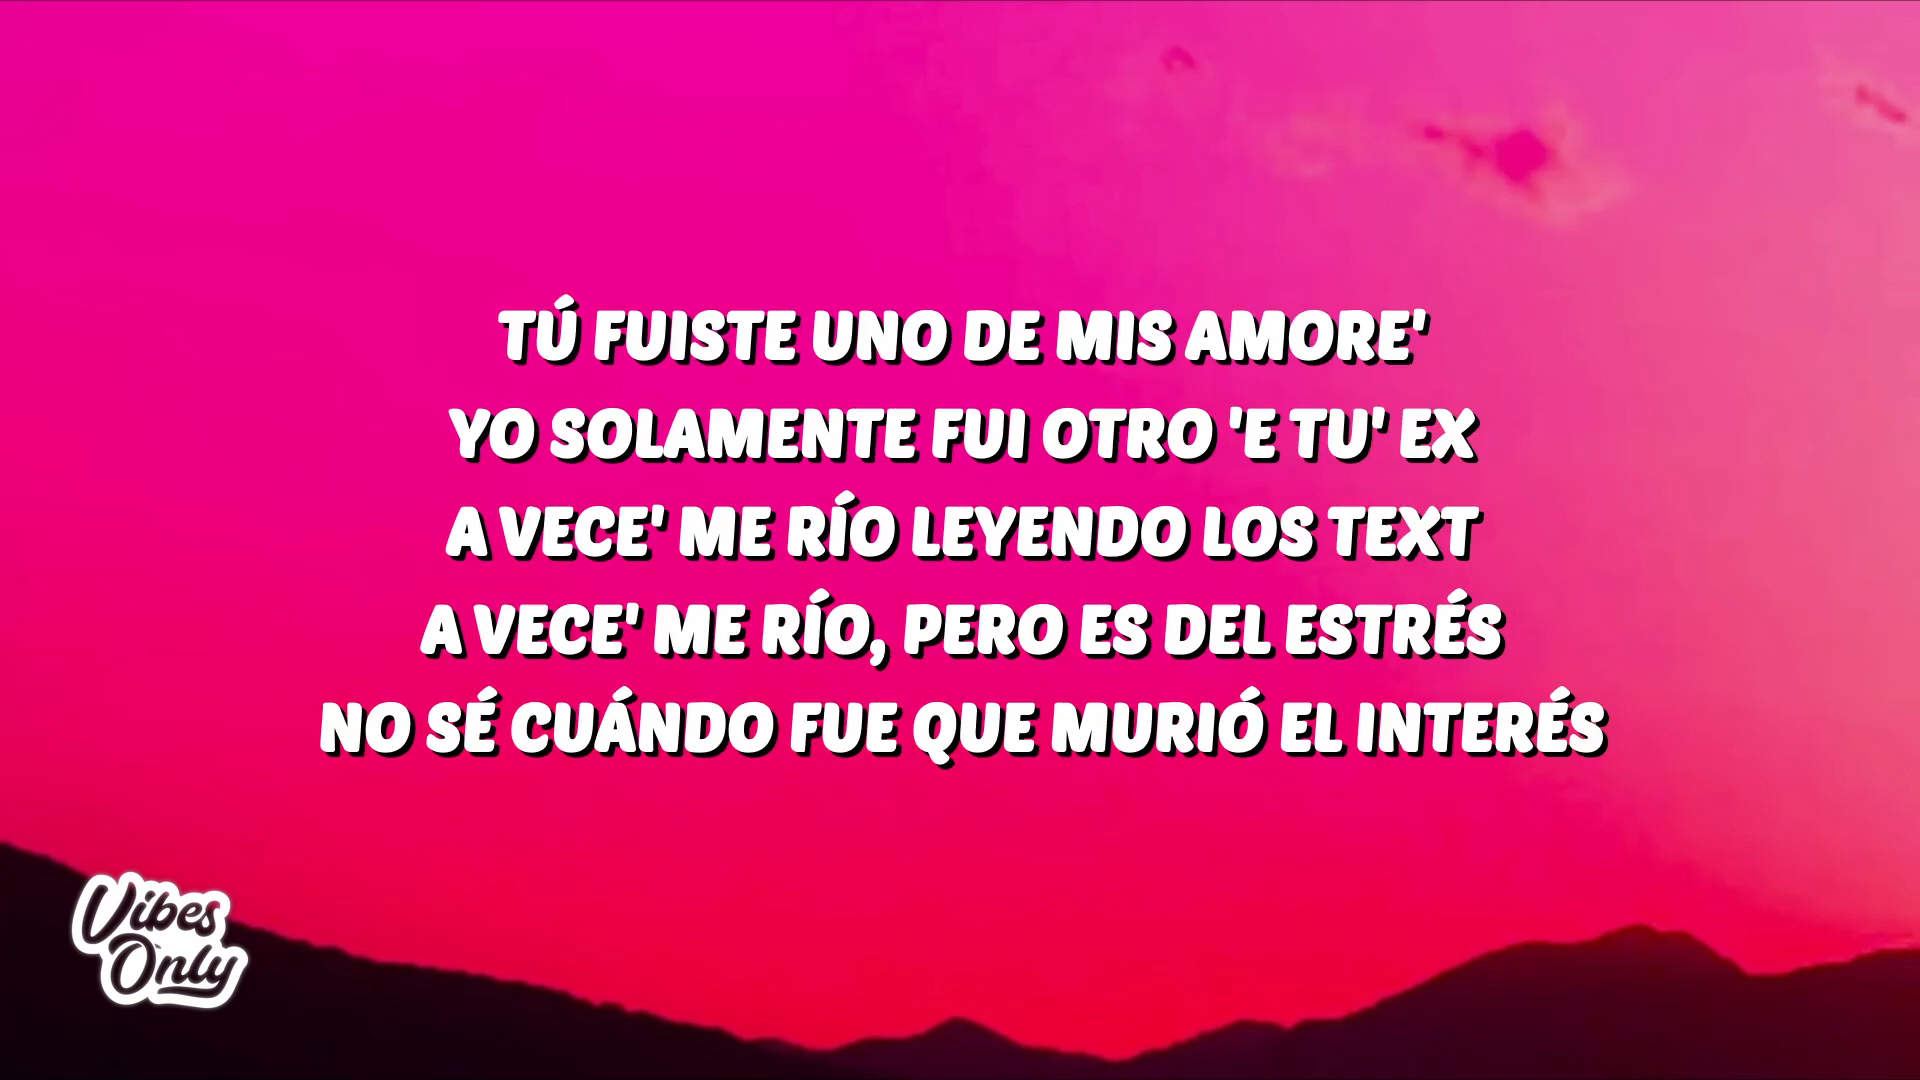 TÚ FUISTE UNO DE MIS AMORE'
YO SOLAMENTE FUI OTRO 'E TU' EX
A VECE' ME RÍO LEYENDO LOS TEXT
A VECE' ME RÍO, PERO ES DEL ESTRÉS
NO SÉ CUÁNDO FUE QUE MURIÓ EL INTERÉS
Vibes
Only